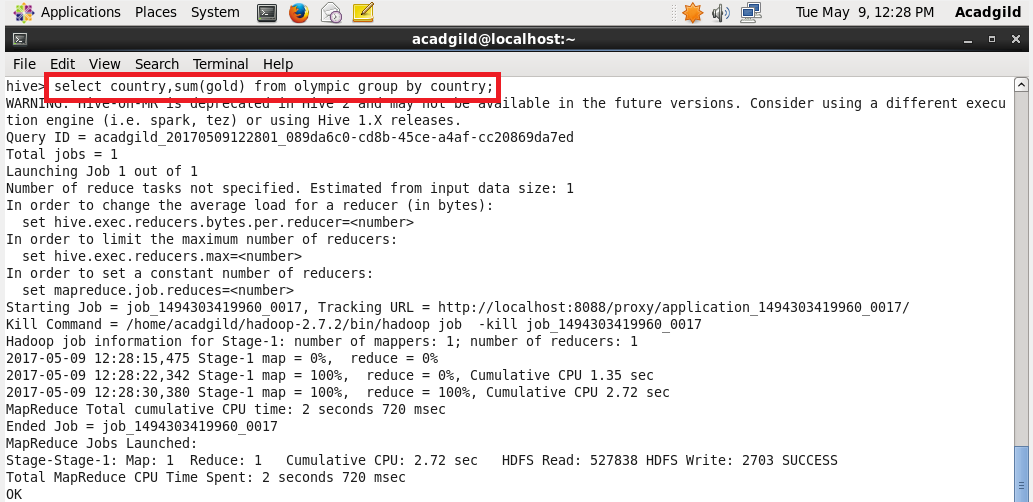 Applications Places System Tue May 9, 12:28 PM Acadgild
acadgild@localhost:~
File Edit View Search Terminal Help
hive> select country,sum(gold) from olympic group by country;
WARNING: Hive-on-MR is deprecated in Hive 2 and may not be available in the future versions. Consider using a different execu
tion engine (i.e. spark, tez) or using Hive 1.X releases.
Query ID = acadgild_20170509122801_089da6c0-cd8b-45ce-a4af-cc20869da7ed
Total jobs = 1
Launching Job 1 out of 1
Number of reduce tasks not specified. Estimated from input data size: 1
In order to change the average load for a reducer (in bytes):
  set hive.exec.reducers.bytes.per.reducer=<number>
In order to limit the maximum number of reducers:
  set hive.exec.reducers.max=<number>
In order to set a constant number of reducers:
  set mapreduce.job.reduces=<number>
Starting Job = job_1494303419960_0017, Tracking URL = http://localhost:8088/proxy/application_1494303419960_0017/
Kill Command = /home/acadgild/hadoop-2.7.2/bin/hadoop job  -kill job_1494303419960_0017
Hadoop job information for Stage-1: number of mappers: 1; number of reducers: 1
2017-05-09 12:28:15,475 Stage-1 map = 0%,  reduce = 0%
2017-05-09 12:28:22,342 Stage-1 map = 100%,  reduce = 0%, Cumulative CPU 1.35 sec
2017-05-09 12:28:30,380 Stage-1 map = 100%,  reduce = 100%, Cumulative CPU 2.72 sec
MapReduce Total cumulative CPU time: 2 seconds 720 msec
Ended Job = job_1494303419960_0017
MapReduce Jobs Launched:
Stage-Stage-1: Map: 1  Reduce: 1   Cumulative CPU: 2.72 sec   HDFS Read: 527838 HDFS Write: 2703 SUCCESS
Total MapReduce CPU Time Spent: 2 seconds 720 msec
OK